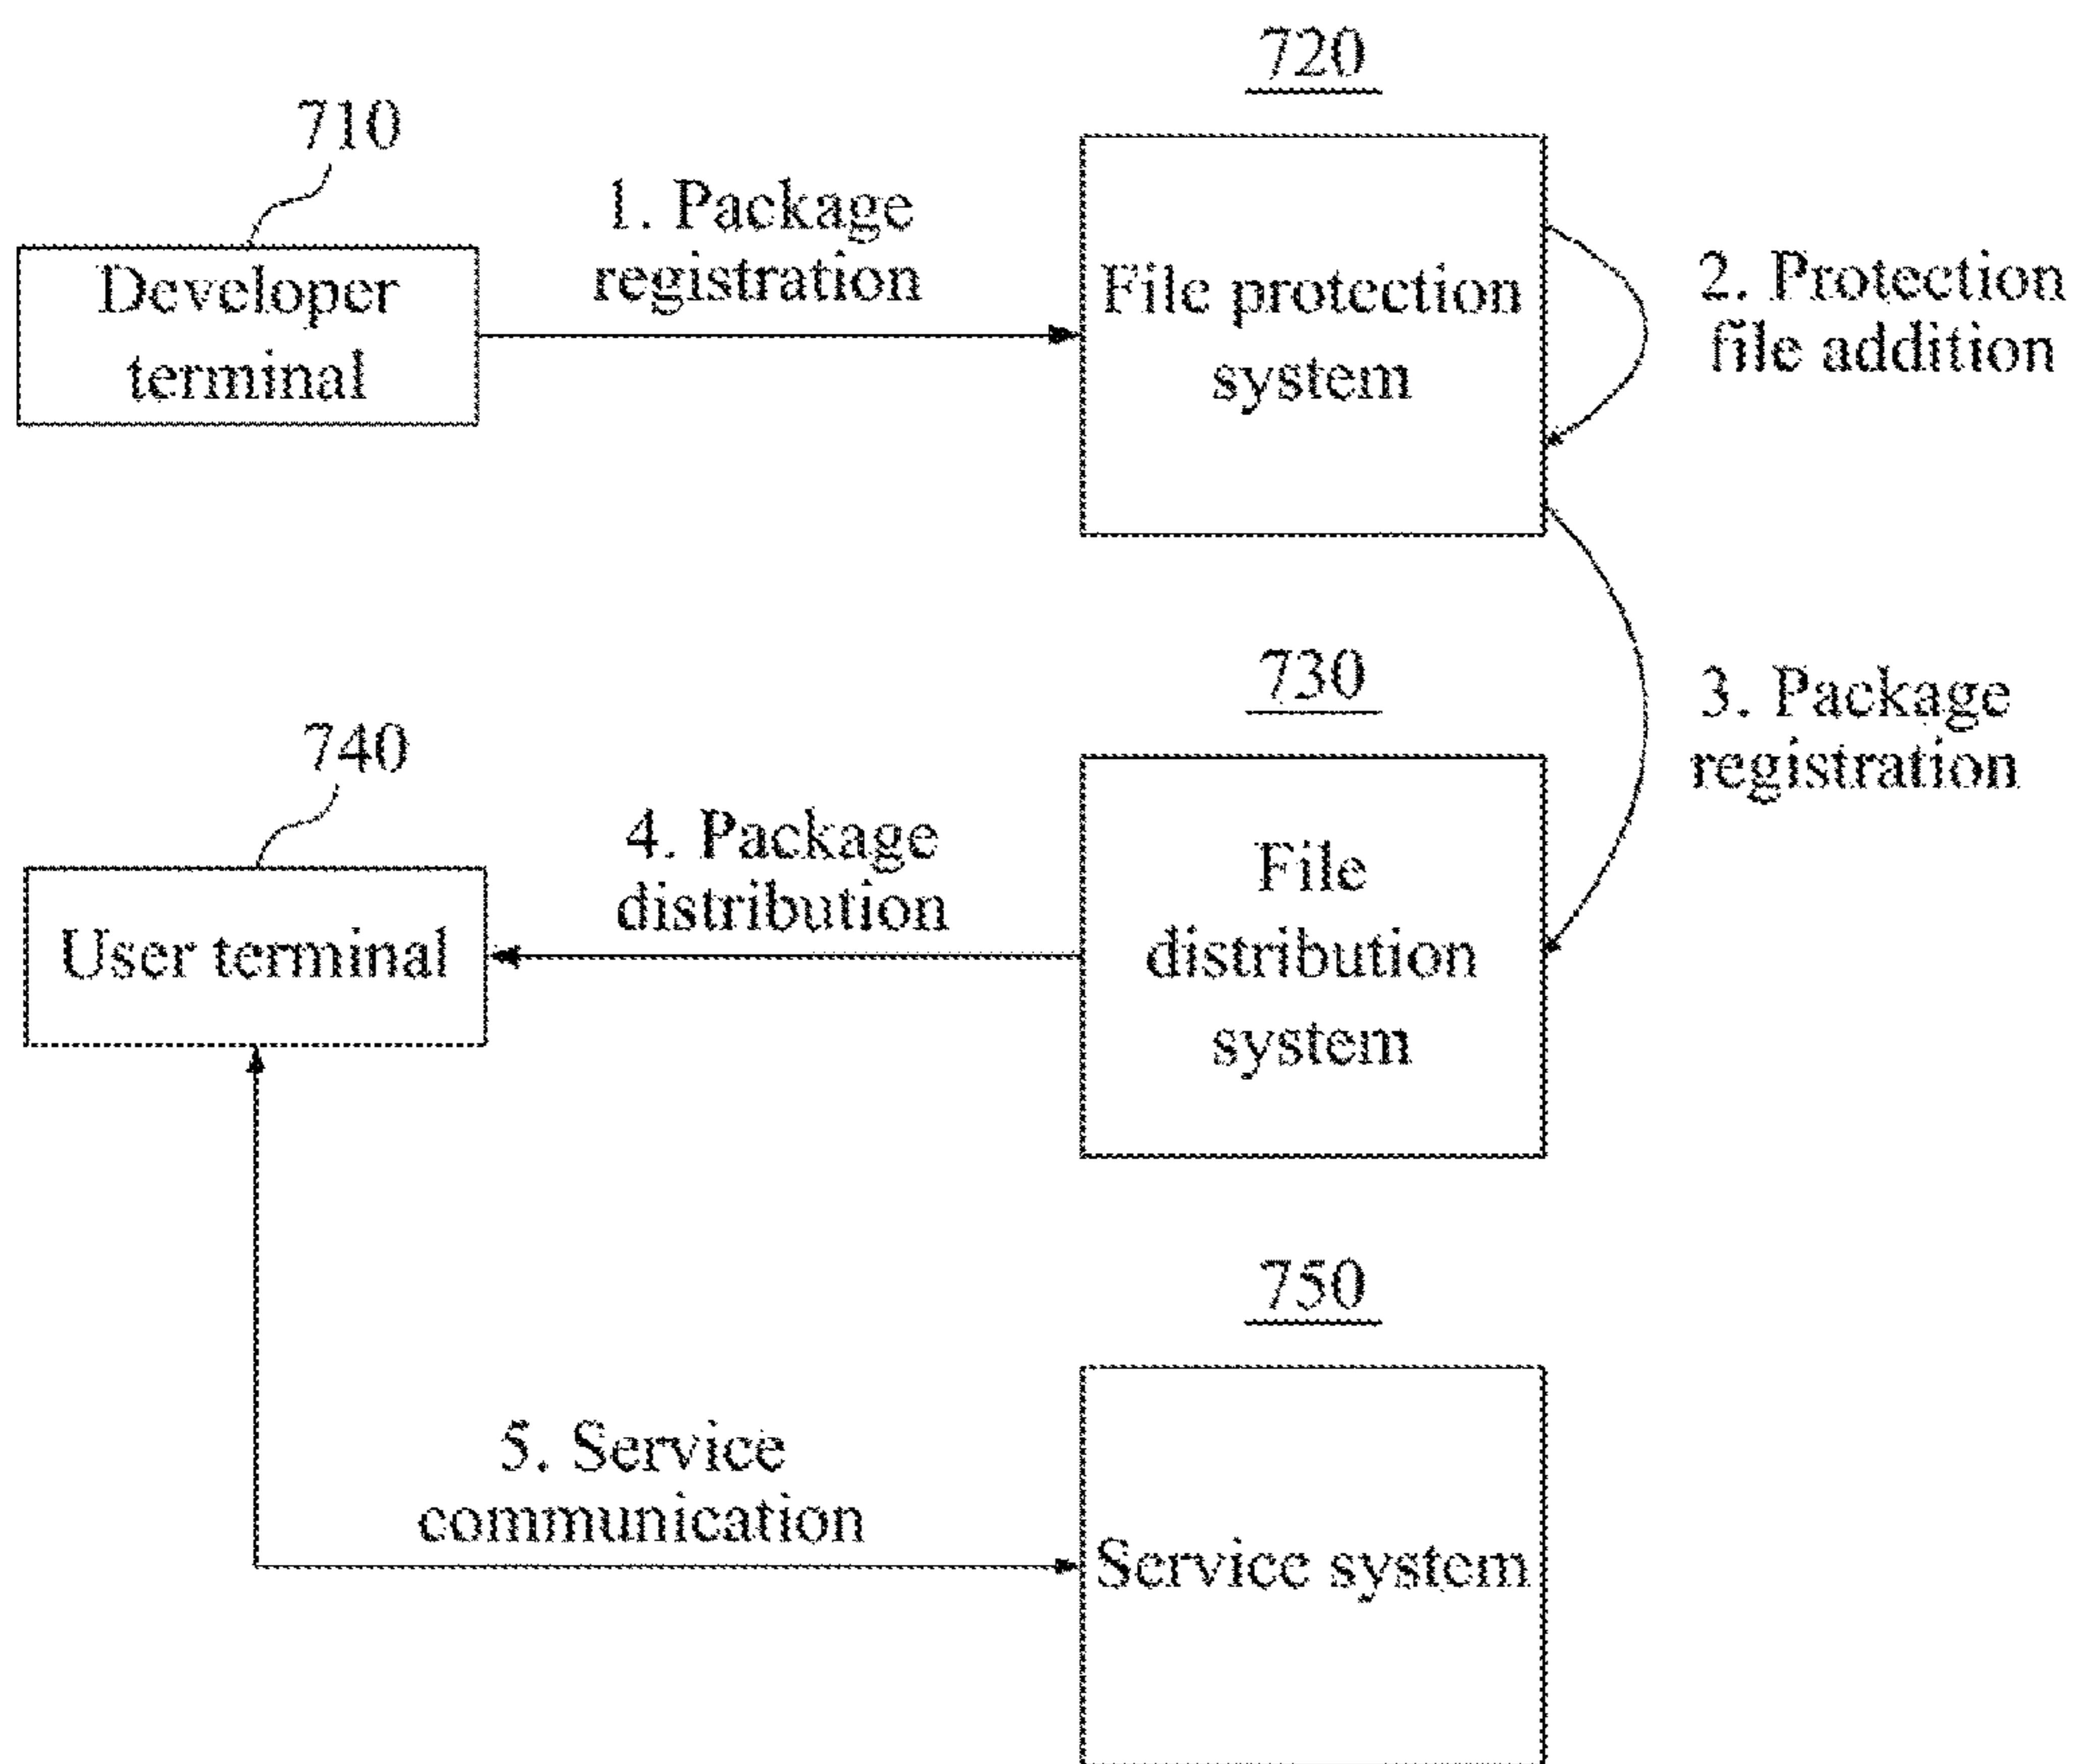 720
710
1. Package
registration
Developer
terminal
File protection
system
2. Protection
file addition
730
3. Package
registration
740
4. Package
distribution
User terminal
File
distribution
system
750
5. Service
communication
Service system